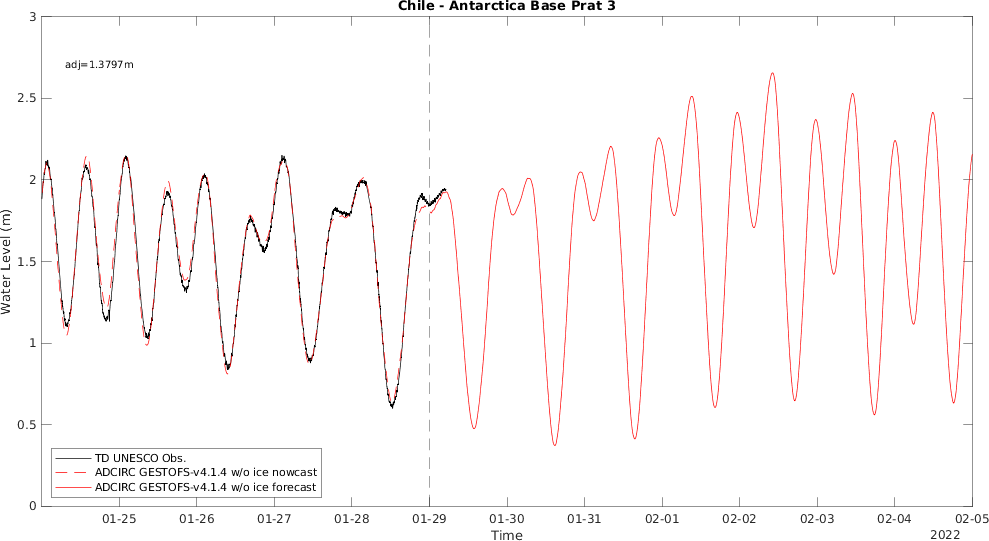 Chile - Antarctica Base Prat 3
adj=1.3797m
3
2.5
2
1.5
1
0.5
0
Water Level (m)
TD UNESCO Obs.
ADCIRC GESTOFS-v4.1.4 w/o ice nowcast
ADCIRC GESTOFS-v4.1.4 w/o ice forecast
01-25 01-26 01-27 01-28 01-29 01-30 01-31 02-01 02-02 02-03 02-04 02-05
Time
2022